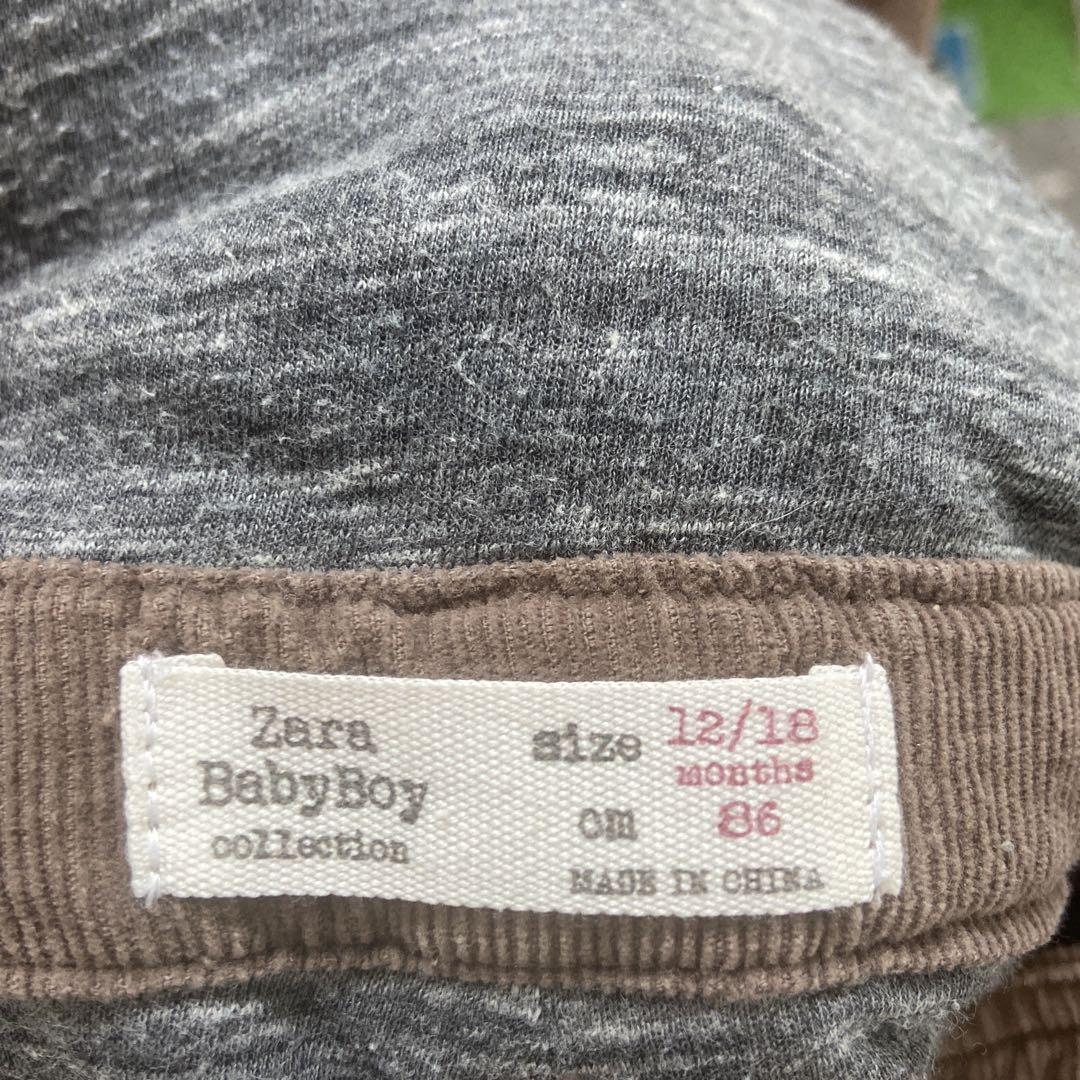 Zara
BabyBoy
collection
size 12/18
months
cm 86
MADE IN CHINA